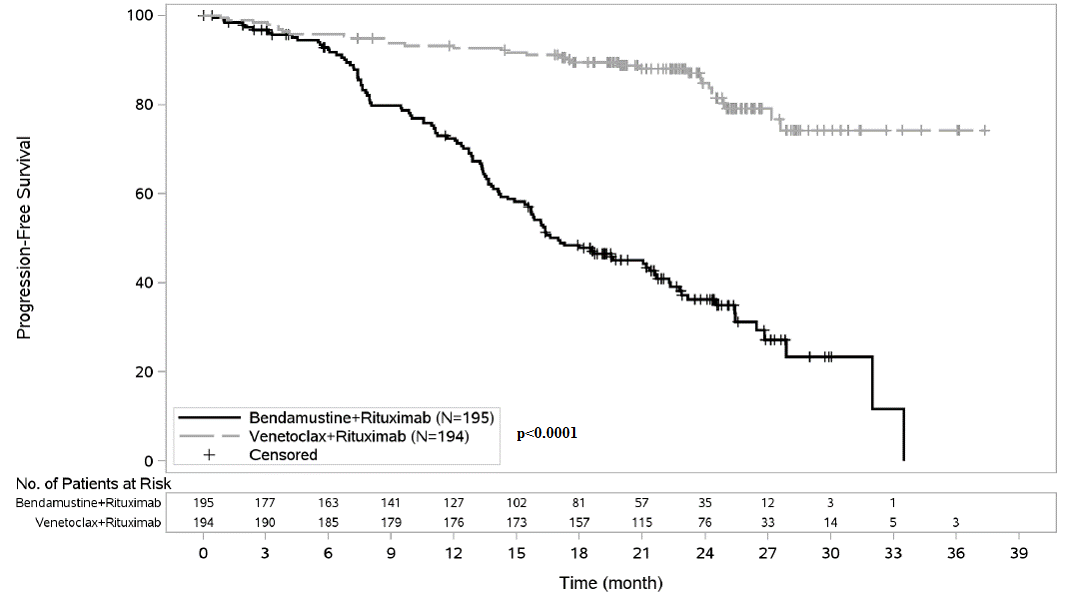 Progression-Free Survival
100
80
60
40
20
0
Bendamustine+Rituximab (N=195)
Venetoclax+Rituximab (N=194)
Censored
p<0.0001
No. of Patients at Risk
Bendamustine+Rituximab 195 177 163 141 127 102 81 57 35 12 3 1
Venetoclax+Rituximab 194 190 185 179 176 173 157 115 76 33 14 5 3
0 3 6 9 12 15 18 21 24 27 30 33 36 39
Time (month)